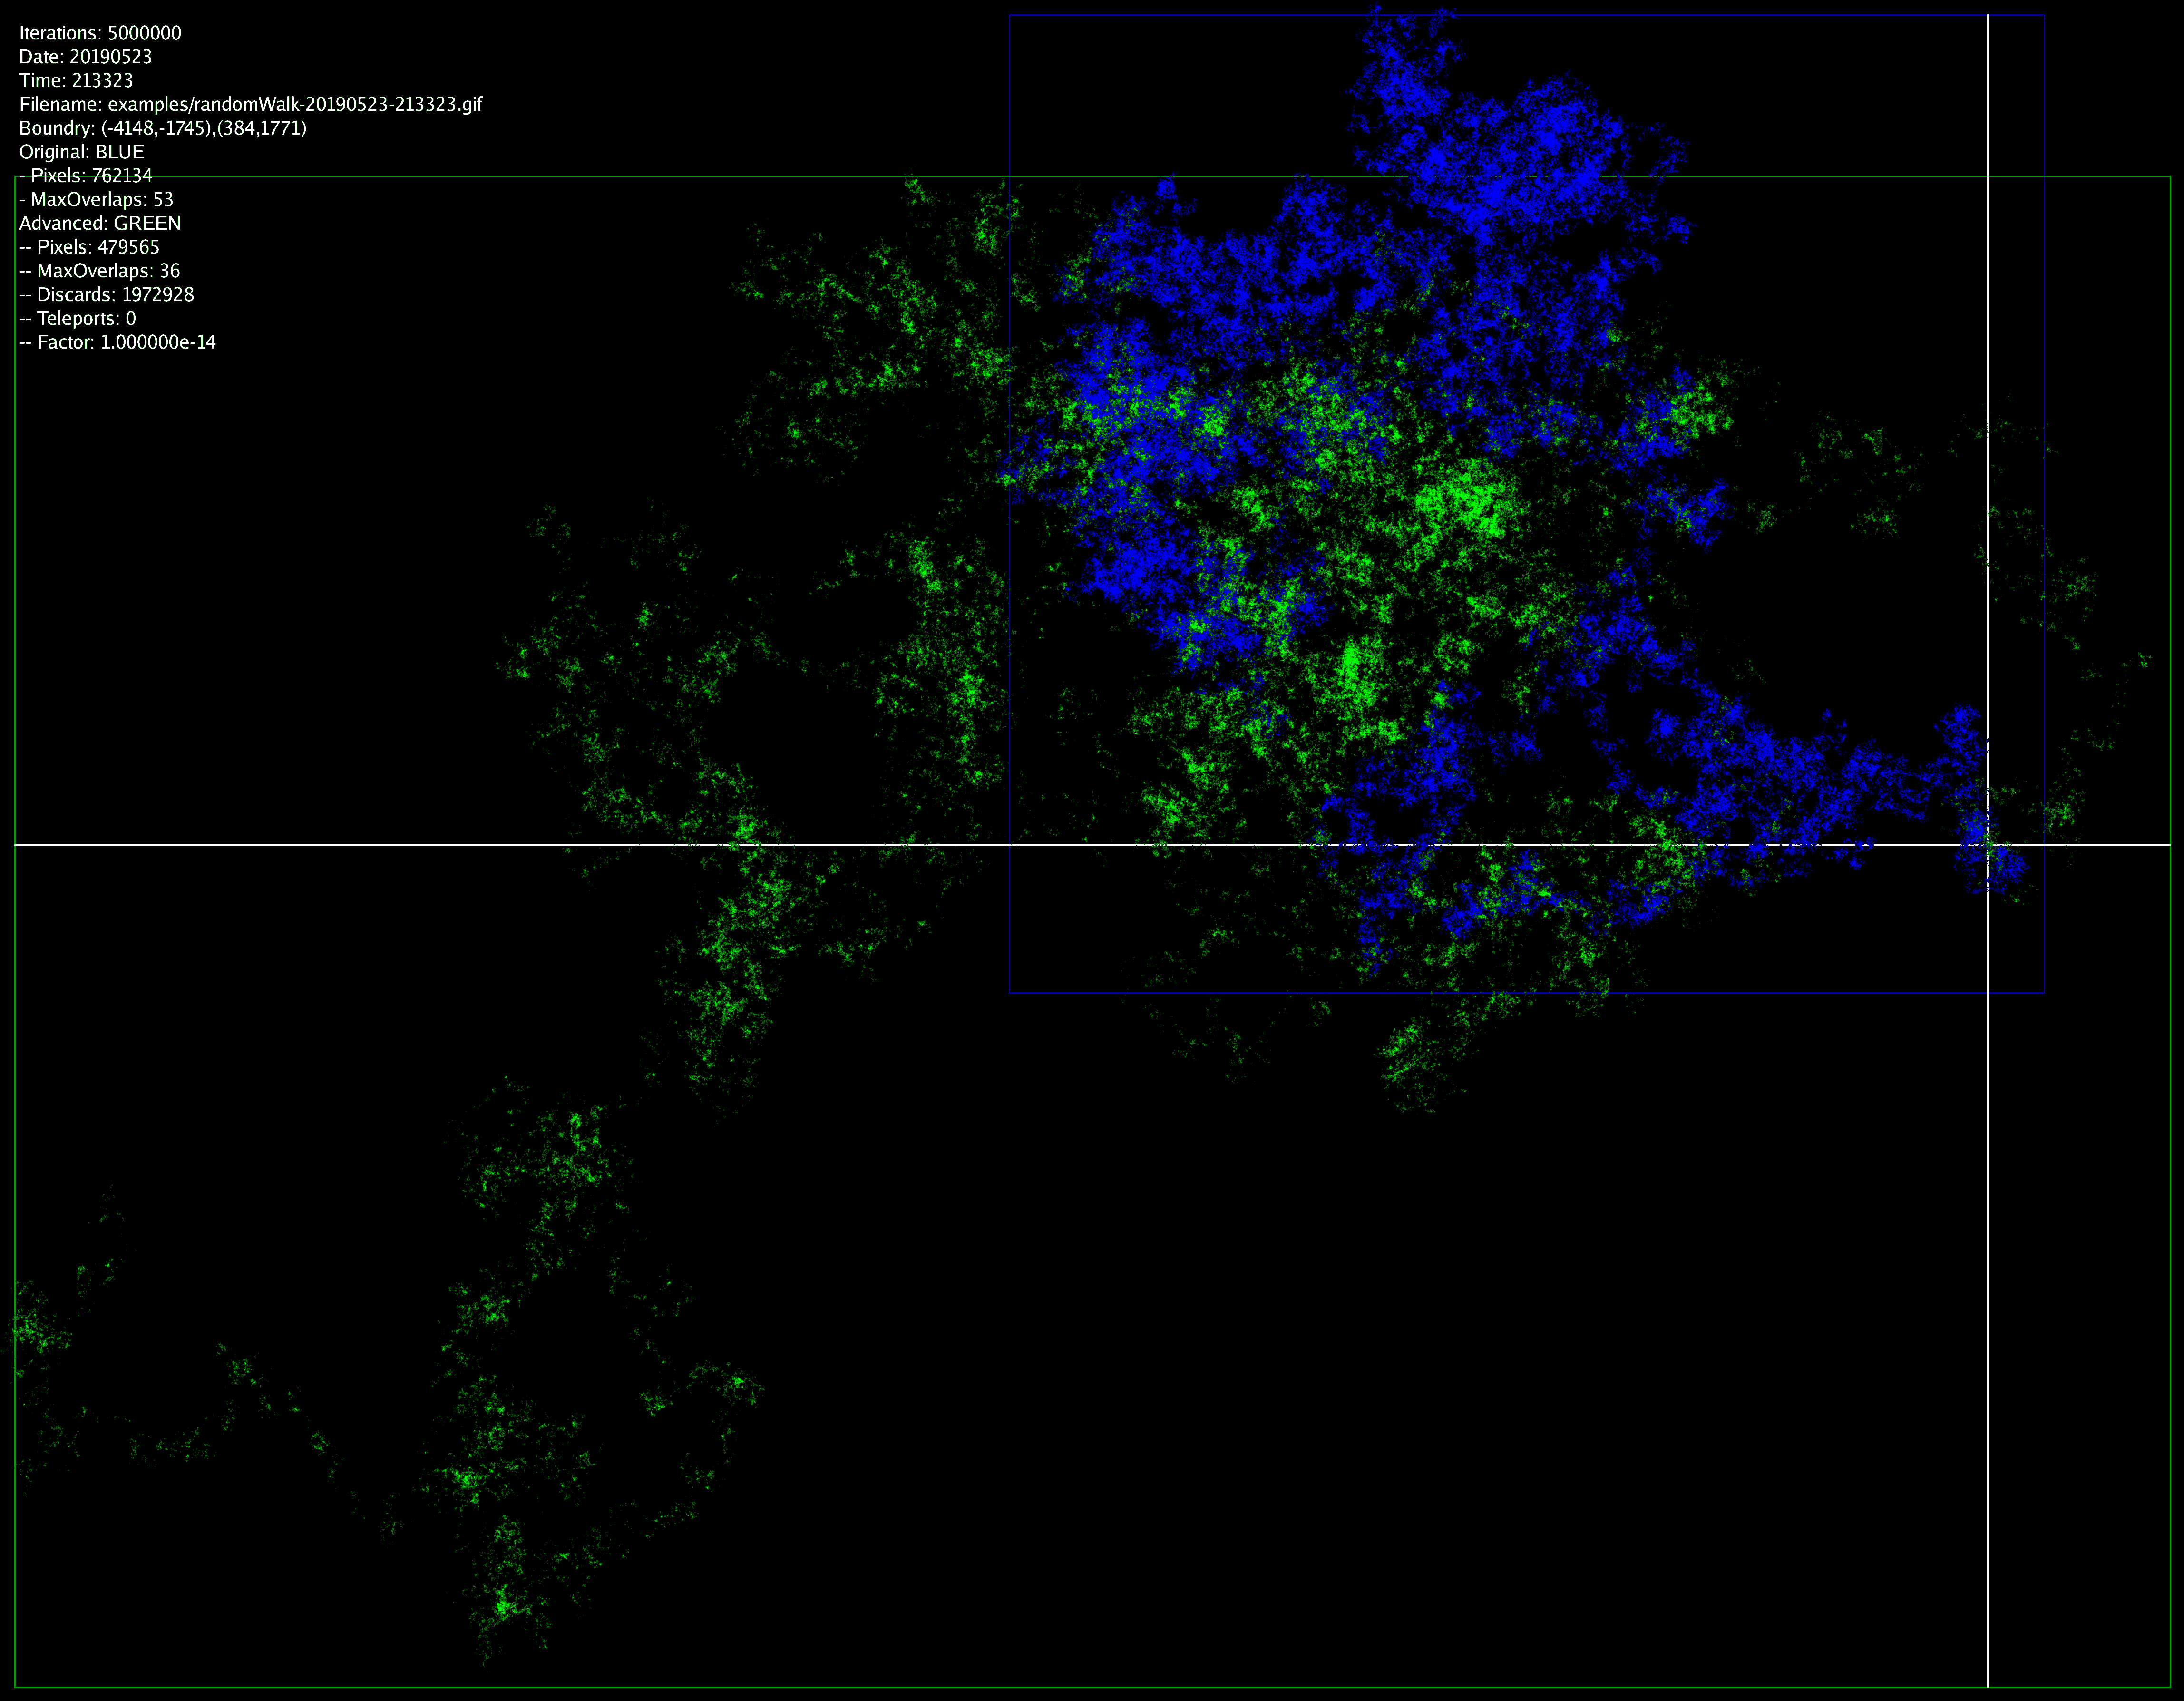 Iterations: 5000000
Date: 20190523
Time: 213323
Filename: examples/randomWalk-20190523-213323.gif
Boundry: (-4148,-1745),(384,1771)
Original: BLUE
- Pixels: 762134
- MaxOverlaps: 53
Advanced: GREEN
-- Pixels: 479565
-- MaxOverlaps: 36
-- Discards: 1972928
-- Teleports: 0
-- Factor: 1.000000e-14